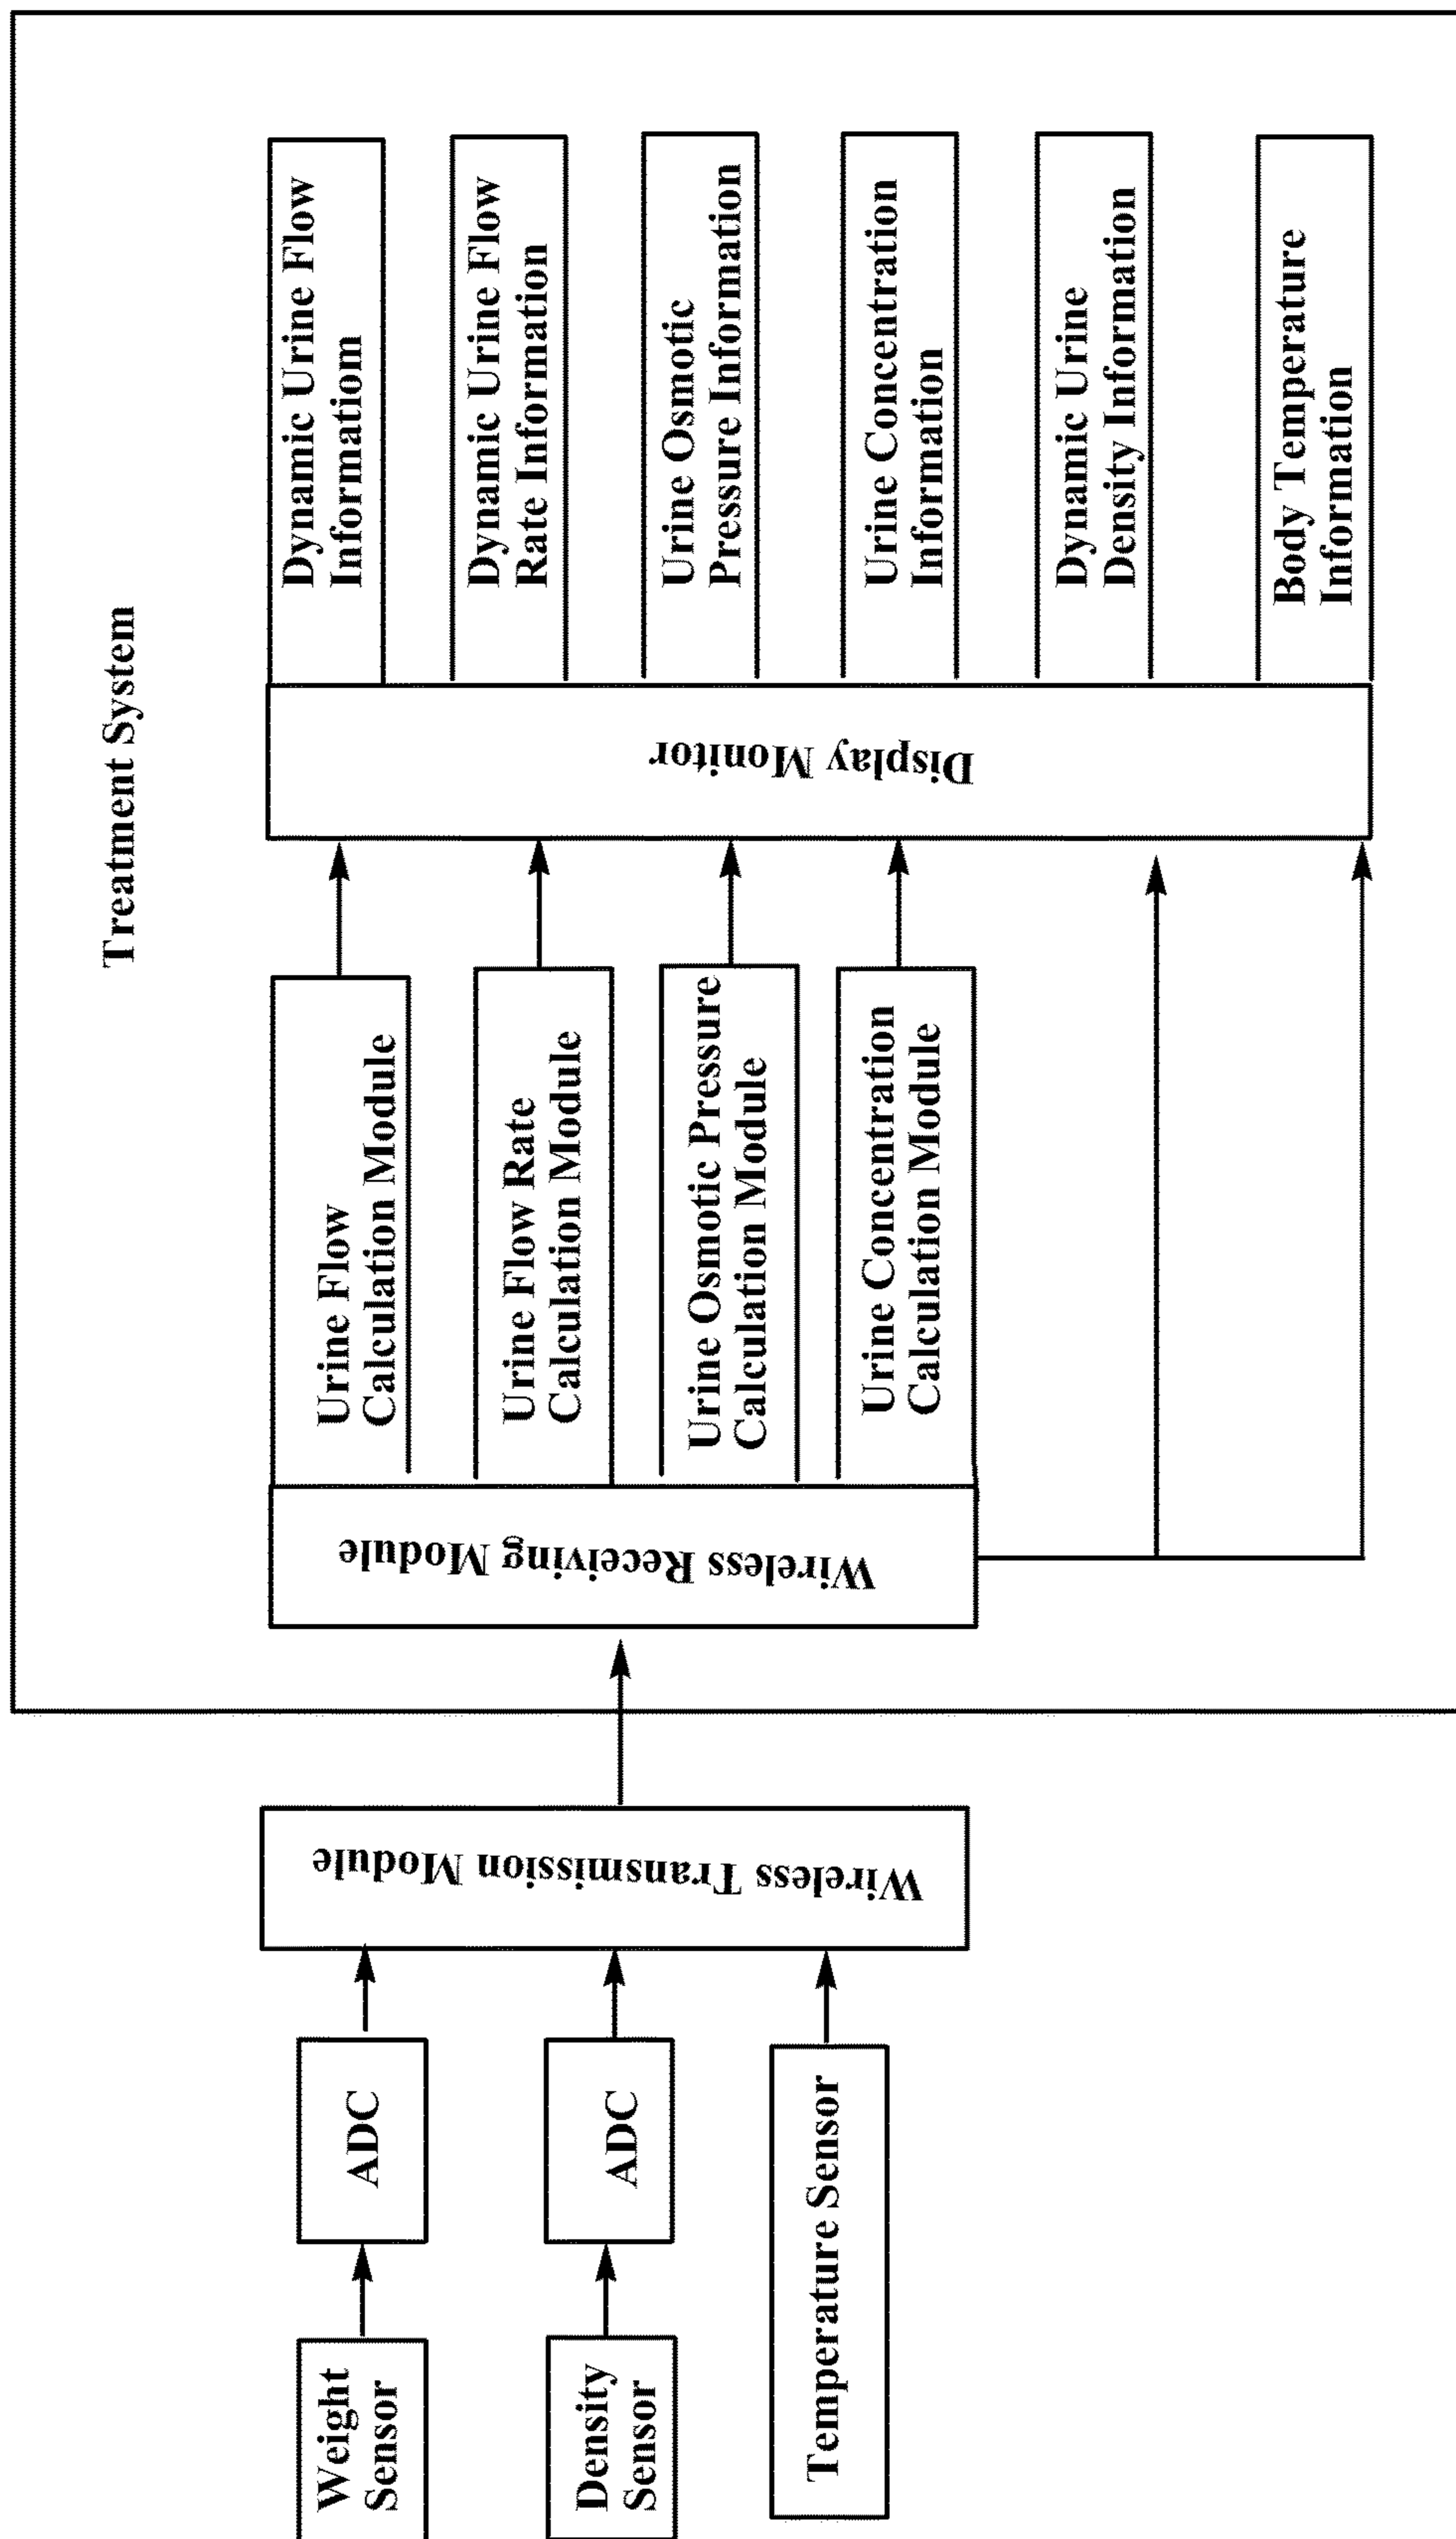 Treatment System
Weight
Sensor
ADC
Density
Sensor
ADC
Temperature Sensor
Wireless Transmission Module
Wireless Receiving Module
Urine Flow
Calculation Module
Urine Flow Rate
Calculation Module
Urine Osmotic Pressure
Calculation Module
Urine Concentration
Calculation Module
Display Monitor
Dynamic Urine Flow
Information
Dynamic Urine Flow
Rate Information
Urine Osmotic
Pressure Information
Urine Concentration
Information
Dynamic Urine
Density Information
Body Temperature
Information